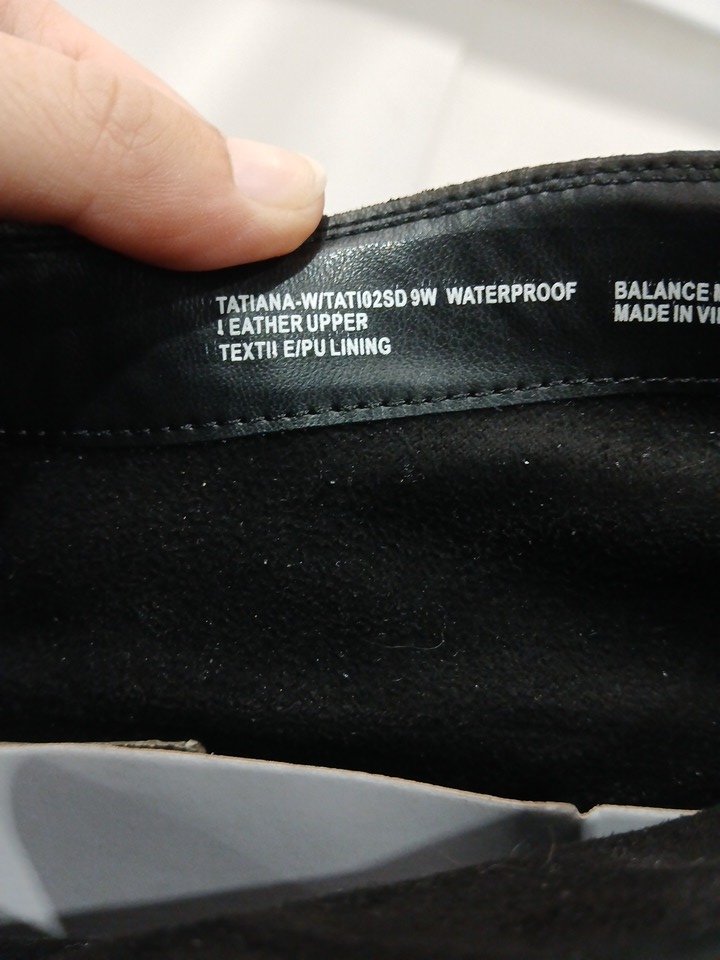 TATIANA-W/TATI02SD 9W WATERPROOF
LEATHER UPPER
TEXTILE/PU LINING
BALANCE
MADE IN